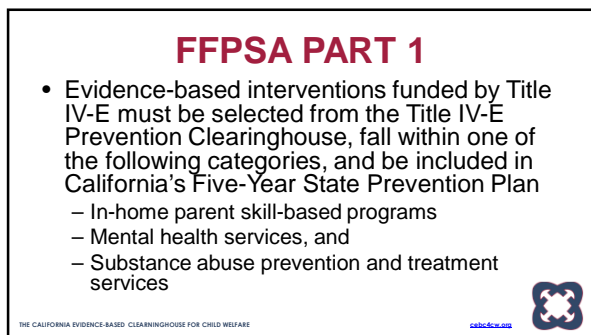 FFPSA PART 1
• Evidence-based interventions funded by Title
IV-E must be selected from the Title IV-E
Prevention Clearinghouse, fall within one of
the following categories, and be included in
California’s Five-Year State Prevention Plan
– In-home parent skill-based programs
– Mental health services, and
– Substance abuse prevention and treatment
services
THE CALIFORNIA EVIDENCE-BASED CLEARNINGHOUSE FOR CHILD WELFARE
cebc4cw.org